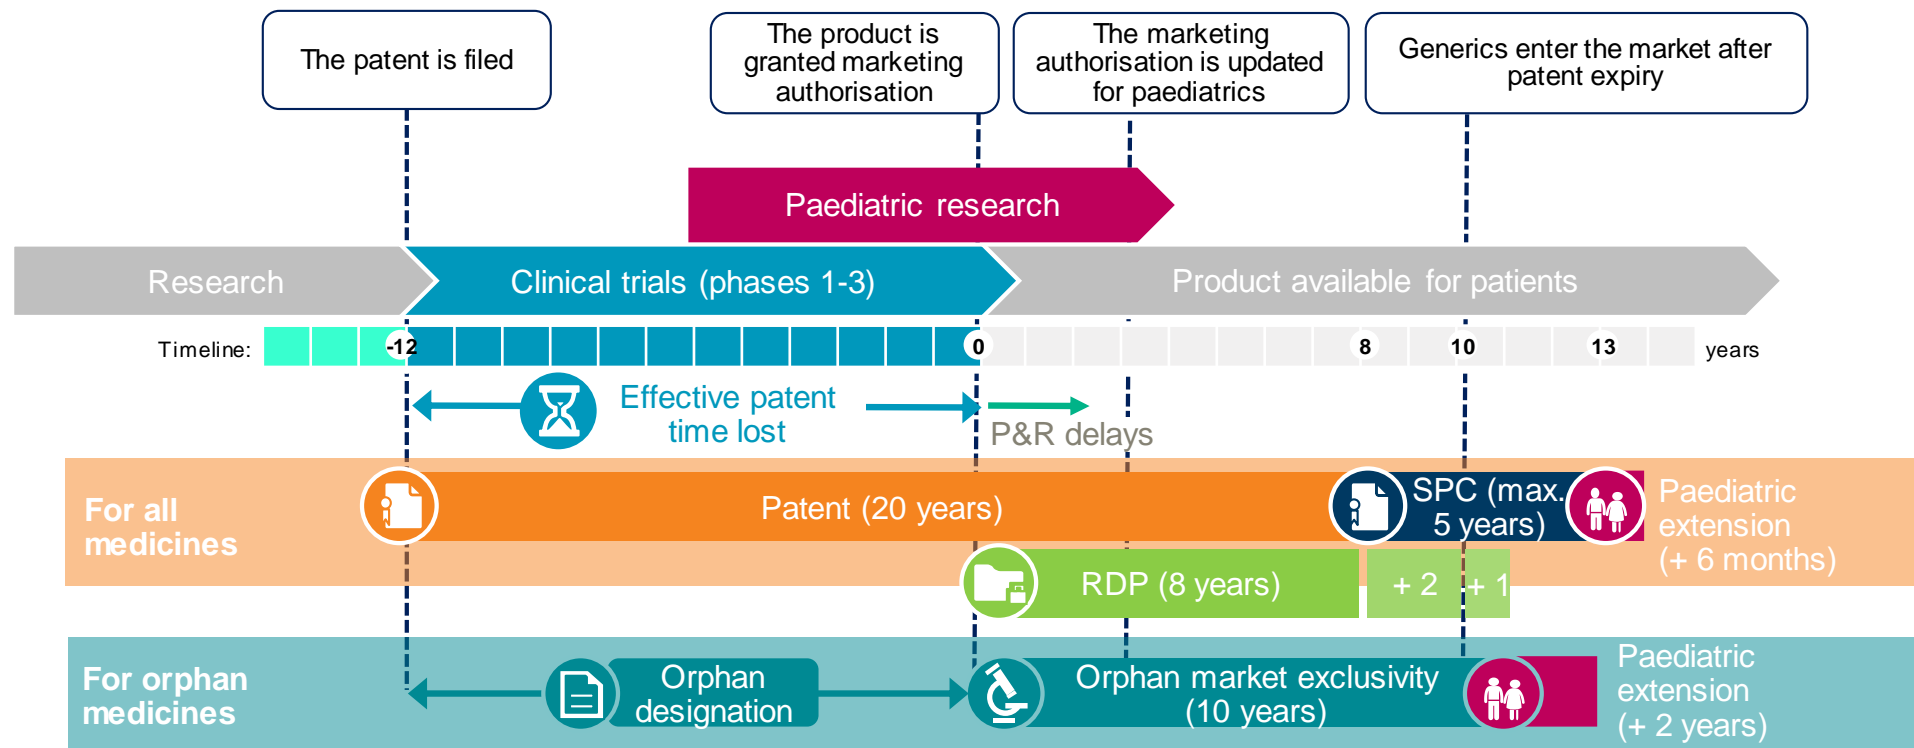 The patent is filed
The product is
granted marketing
authorisation
The marketing
authorisation is updated
for paediatrics
Generics enter the market after
patent expiry
Paediatric research
Research
Clinical trials (phases 1-3)
Product available for patients
Timeline:
-12
0
8
10
13
years
Effective patent
time lost
P&R delays
For all
medicines
Patent (20 years)
SPC (max.
5 years)
Paediatric
extension
(+ 6 months)
RDP (8 years)
+ 2
+ 1
For orphan
medicines
Orphan
designation
Orphan market exclusivity
(10 years)
Paediatric
extension
(+ 2 years)